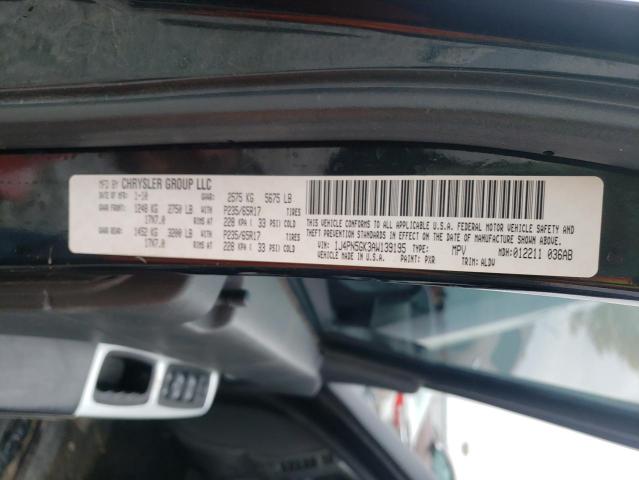 MFD BY CHRYSLER GROUP LLC
DATE OF MFR: 1-10 GVWR: 2575 KG 5675 LB
GAWR FRONT: 1248 KG 2750 LB WITH P235/65R17 TIRES
17X7.0 RIMS AT 228 KPA ( 33 PSI) COLD
GAWR REAR: 1452 KG 3200 LB WITH P235/65R17 TIRES
17X7.0 RIMS AT 228 KPA ( 33 PSI) COLD
THIS VEHICLE CONFORMS TO ALL APPLICABLE U.S.A. FEDERAL MOTOR VEHICLE SAFETY AND
THEFT PREVENTION STANDARDS IN EFFECT ON THE DATE OF MANUFACTURE SHOWN ABOVE.
VIN: 1J4PN5GK3AW139195 TYPE: MPV MDH: 012211 036AB
VEHICLE MADE IN U.S.A. PAINT: PXR TRIM: ALDV